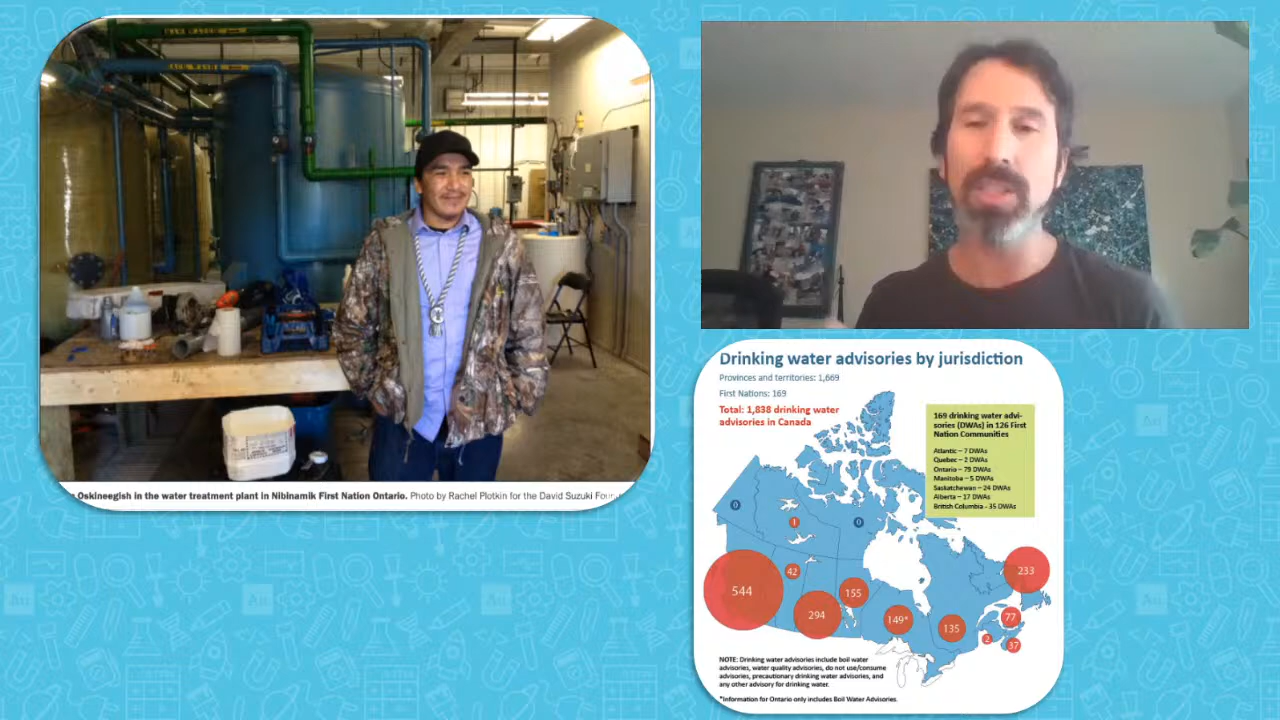 Oskineegish in the water treatment plant in Nibinamik First Nation Ontario. Photo by Rachel Plotkin for the David Suzuki
Drinking water advisories by jurisdiction
Provinces and territories: 1,669
First Nations: 169
Total: 1,838 drinking water
advisories in Canada
169 drinking water advi-
sories (DWAs) in 126 First
Nation Communities
Atlantic – 7 DWAs
Quebec – 2 DWAs
Ontario – 79 DWAs
Manitoba – 5 DWAs
Saskatchewan – 24 DWAs
Alberta – 17 DWAs
British Columbia - 35 DWAs
0
1
0
544
42
294
155
149*
135
233
77
2
37
NOTE: Drinking water advisories include boil water
advisories, water quality advisories, do not use/consume
advisories, precautionary drinking water advisories, and
any other advisory for drinking water.
*Information for Ontario only includes Boil Water Advisories.